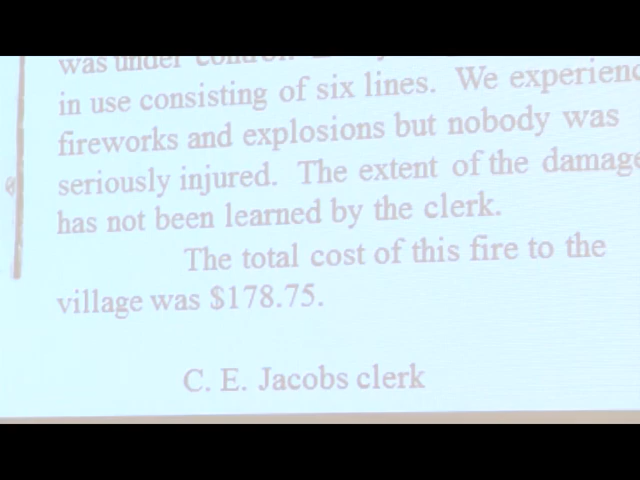 was under
in use consisting of six lines. We
fireworks and explosions but nobody was
seriously injured. The extent of the damage
has not been learned by the clerk.
The total cost of this fire to the
village was $178.75.
C. E. Jacobs clerk